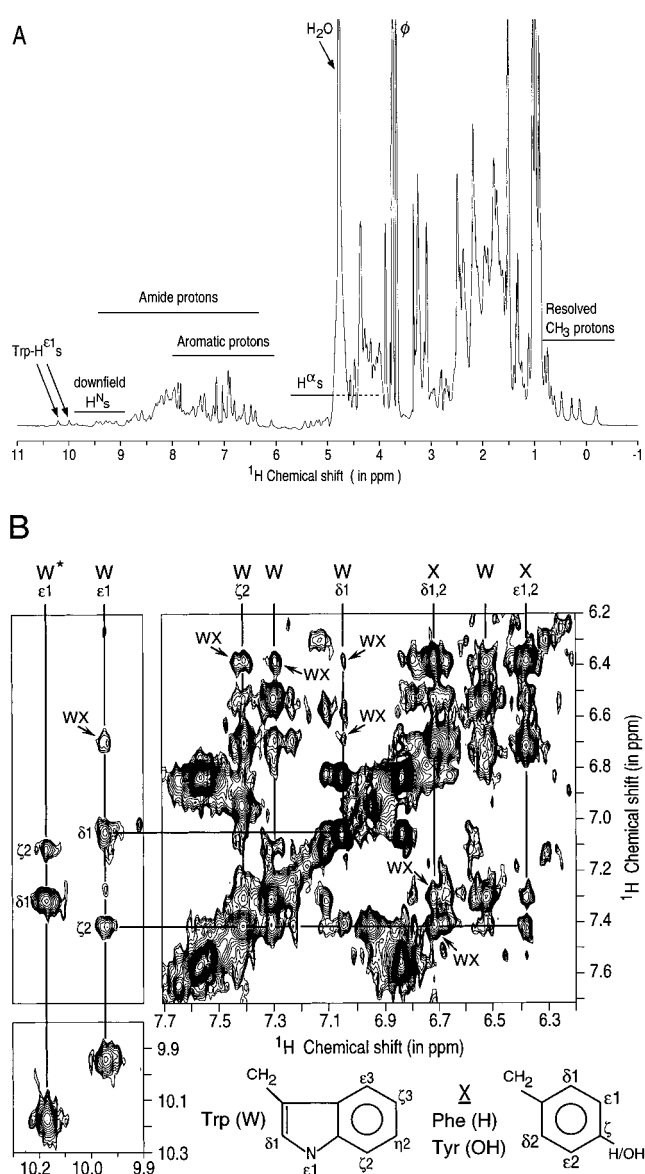 A
H₂O
ϕ
Amide protons
Aromatic protons
Resolved
CH₃ protons
Trp-Hᵋ¹s
downfield
Hᴺs
Hᵅs
11 10 9 8 7 6 5 4 3 2 1 0 -1
¹H Chemical shift ( in ppm )
B
W* W W W W X W X
ε1 ε1 ζ2 δ1 δ1,2 ε1,2
6.2
WX WX WX
6.4
WX WX
6.6
6.8
δ1
7.0
ζ2
WX
7.2
δ1
ζ2
7.4
WX
7.6
¹H Chemical shift (in ppm)
7.7 7.5 7.3 7.1 6.9 6.7 6.5 6.3
¹H Chemical shift (in ppm)
9.9
10.1
10.3
10.2 10.0 9.9
CH₂
ε3
ζ3
Trp (W)
δ1
η2
N
ε1
ζ2
X
Phe (H)
Tyr (OH)
CH₂
δ1
ε1
ζ
δ2
H/OH
ε2